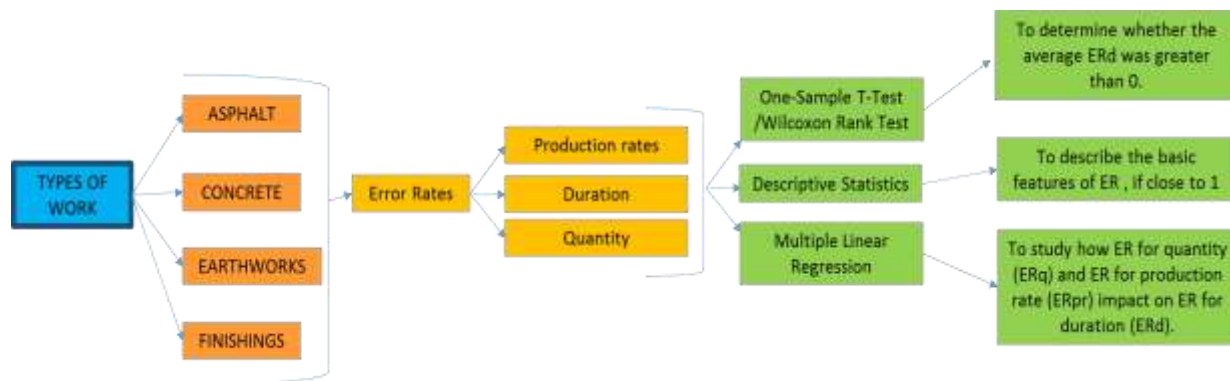 TYPES OF
WORK
ASPHALT
CONCRETE
EARTHWORKS
FINISHINGS
Error Rates
Production rates
Duration
Quantity
One-Sample T-Test
/Wilcoxon Rank Test
Descriptive Statistics
Multiple Linear
Regression
To determine whether the
average ERd was greater
than 0.
To describe the basic
features of ER , if close to 1
To study how ER for quantity
(ERq) and ER for production
rate (ERpr) impact on ER for
duration (ERd).